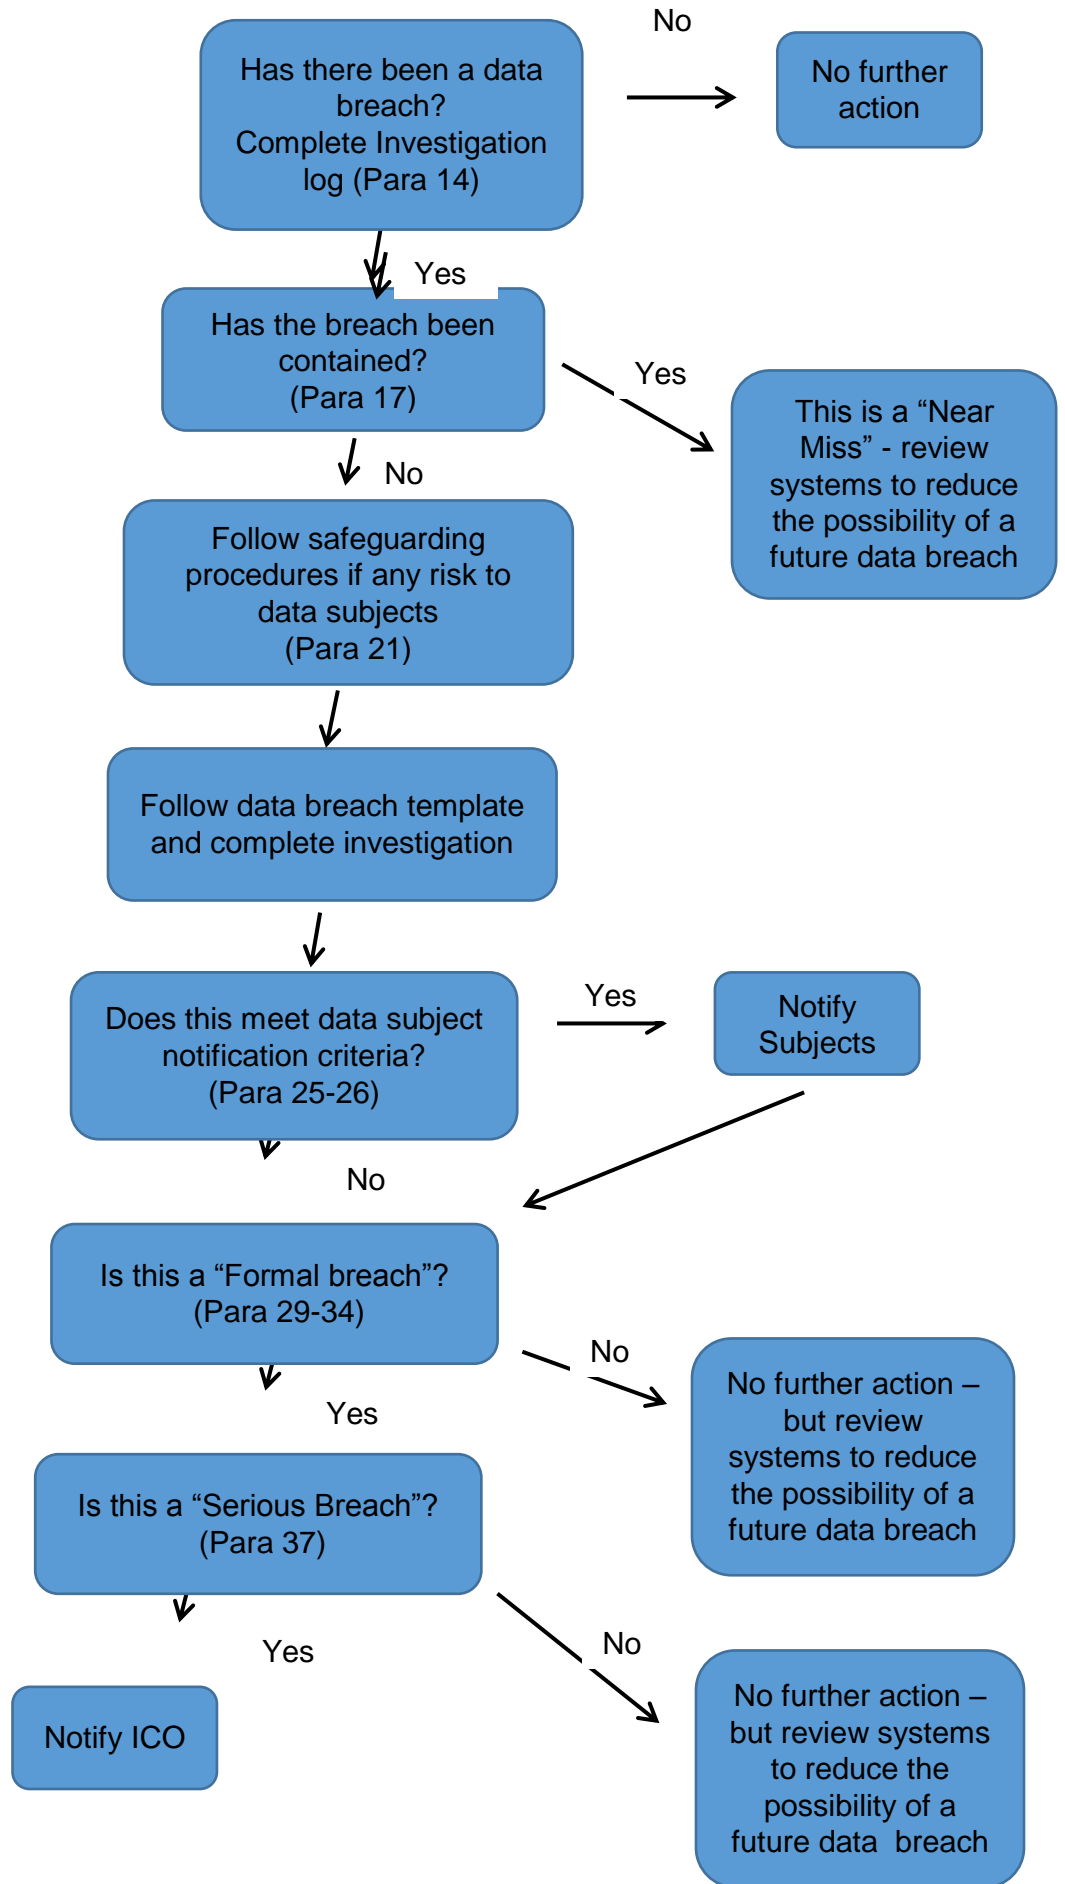 No
Has there been a data
breach?
Complete Investigation
log (Para 14)
No further
action
Yes
Has the breach been
contained?
(Para 17)
Yes
This is a “Near
Miss” - review
systems to reduce
the possibility of a
future data breach
No
Follow safeguarding
procedures if any risk to
data subjects
(Para 21)
Follow data breach template
and complete investigation
Does this meet data subject
notification criteria?
(Para 25-26)
Yes
Notify
Subjects
No
Is this a “Formal breach”?
(Para 29-34)
No
No further action –
but review
systems to reduce
the possibility of a
future data breach
Yes
Is this a “Serious Breach”?
(Para 37)
Yes
No
No further action –
but review systems
to reduce the
possibility of a
future data  breach
Notify ICO